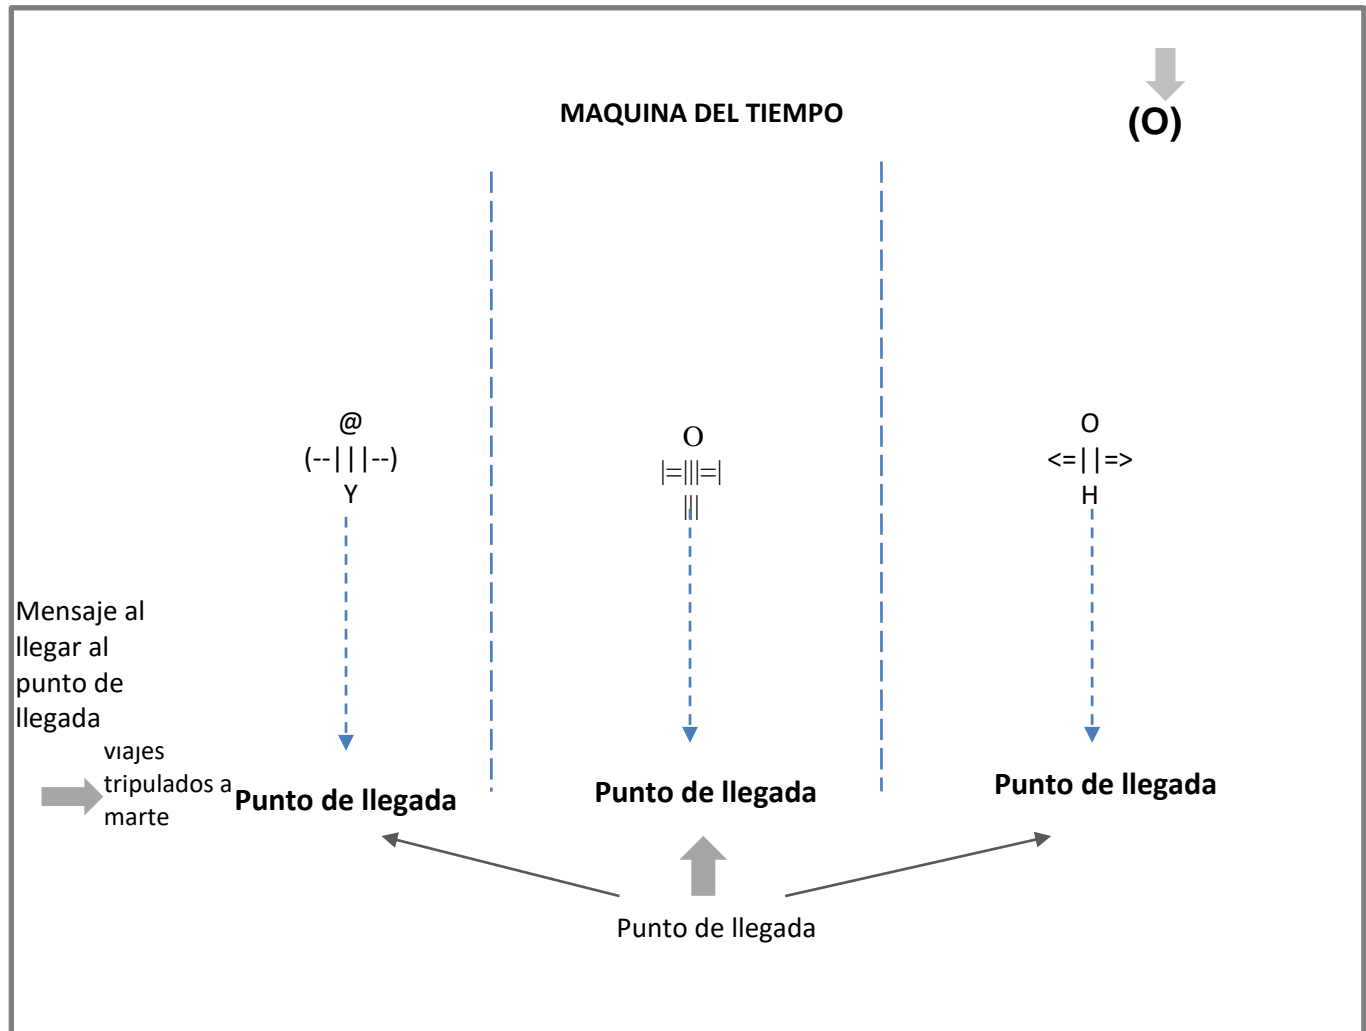 MAQUINA DEL TIEMPO
(O)
@
(--|||--)
Y
O
|=|||=|
|||
O
<=||=>
H
Mensaje al
llegar al
punto de
llegada
viajes
tripulados a
marte
Punto de llegada
Punto de llegada
Punto de llegada
Punto de llegada